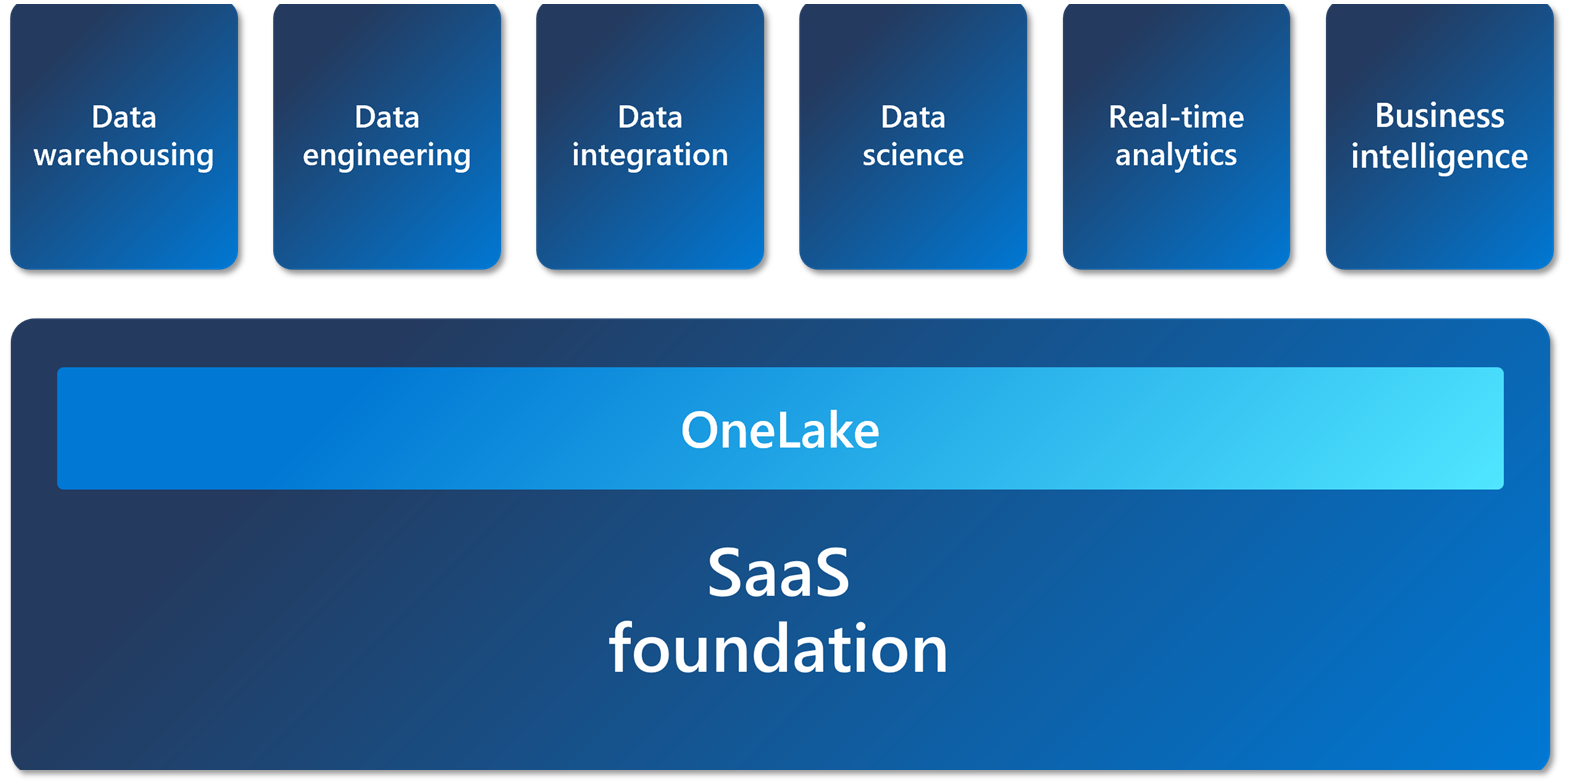 Data
warehousing
Data
engineering
Data
integration
Data
science
Real-time
analytics
Business
intelligence
OneLake
SaaS
foundation